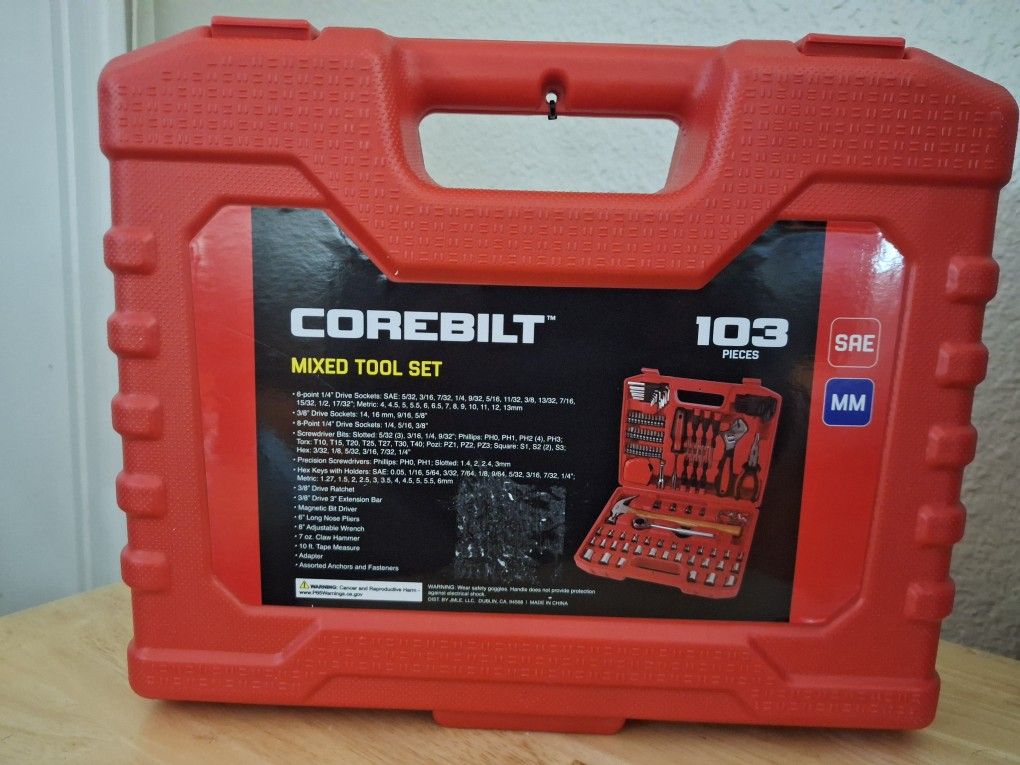 COREBILT™
MIXED TOOL SET
103
PIECES
SAE
MM
• 6-point 1/4" Drive Sockets: SAE: 5/32, 3/16, 7/32, 1/4, 9/32, 5/16, 11/32, 3/8, 13/32, 7/16,
15/32, 1/2, 17/32"; Metric: 4, 4.5, 5, 5.5, 6, 6.5, 7, 8, 9, 10, 11, 12, 13mm
• 3/8" Drive Sockets: 14, 16 mm, 9/16, 5/8"
• 8-Point 1/4" Drive Sockets: 1/4, 5/16, 3/8"
• Screwdriver Bits: Slotted: 5/32 (3), 3/16, 1/4, 9/32"; Phillips: PH0, PH1, PH2 (4), PH3;
Torx: T10, T15, T20, T25, T27, T30, T40; Pozi: PZ1, PZ2, PZ3; Square: S1, S2 (2), S3;
Hex: 3/32, 1/8, 5/32, 3/16, 7/32, 1/4"
• Precision Screwdrivers: Phillips: PH0, PH1; Slotted: 1.4, 2, 2.4, 3mm
• Hex Keys with Holders: SAE: 0.05, 1/16, 5/64, 3/32, 7/64, 1/8, 9/64, 5/32, 3/16, 7/32, 1/4";
Metric: 1.27, 1.5, 2, 2.5, 3, 3.5, 4, 4.5, 5, 5.5, 6mm
• 3/8" Drive Ratchet
• 3/8" Drive 3" Extension Bar
• Magnetic Bit Driver
• 6" Long Nose Pliers
• 8" Adjustable Wrench
• 7 oz. Claw Hammer
• 10 ft. Tape Measure
• Adapter
• Assorted Anchors and Fasteners
WARNING: Cancer and Reproductive Harm -
www.P65Warnings.ca.gov
WARNING: Wear safety goggles. Handle does not provide protection
against electrical shock.
DIST. BY JMLE, LLC. DUBLIN, CA 94568 | MADE IN CHINA